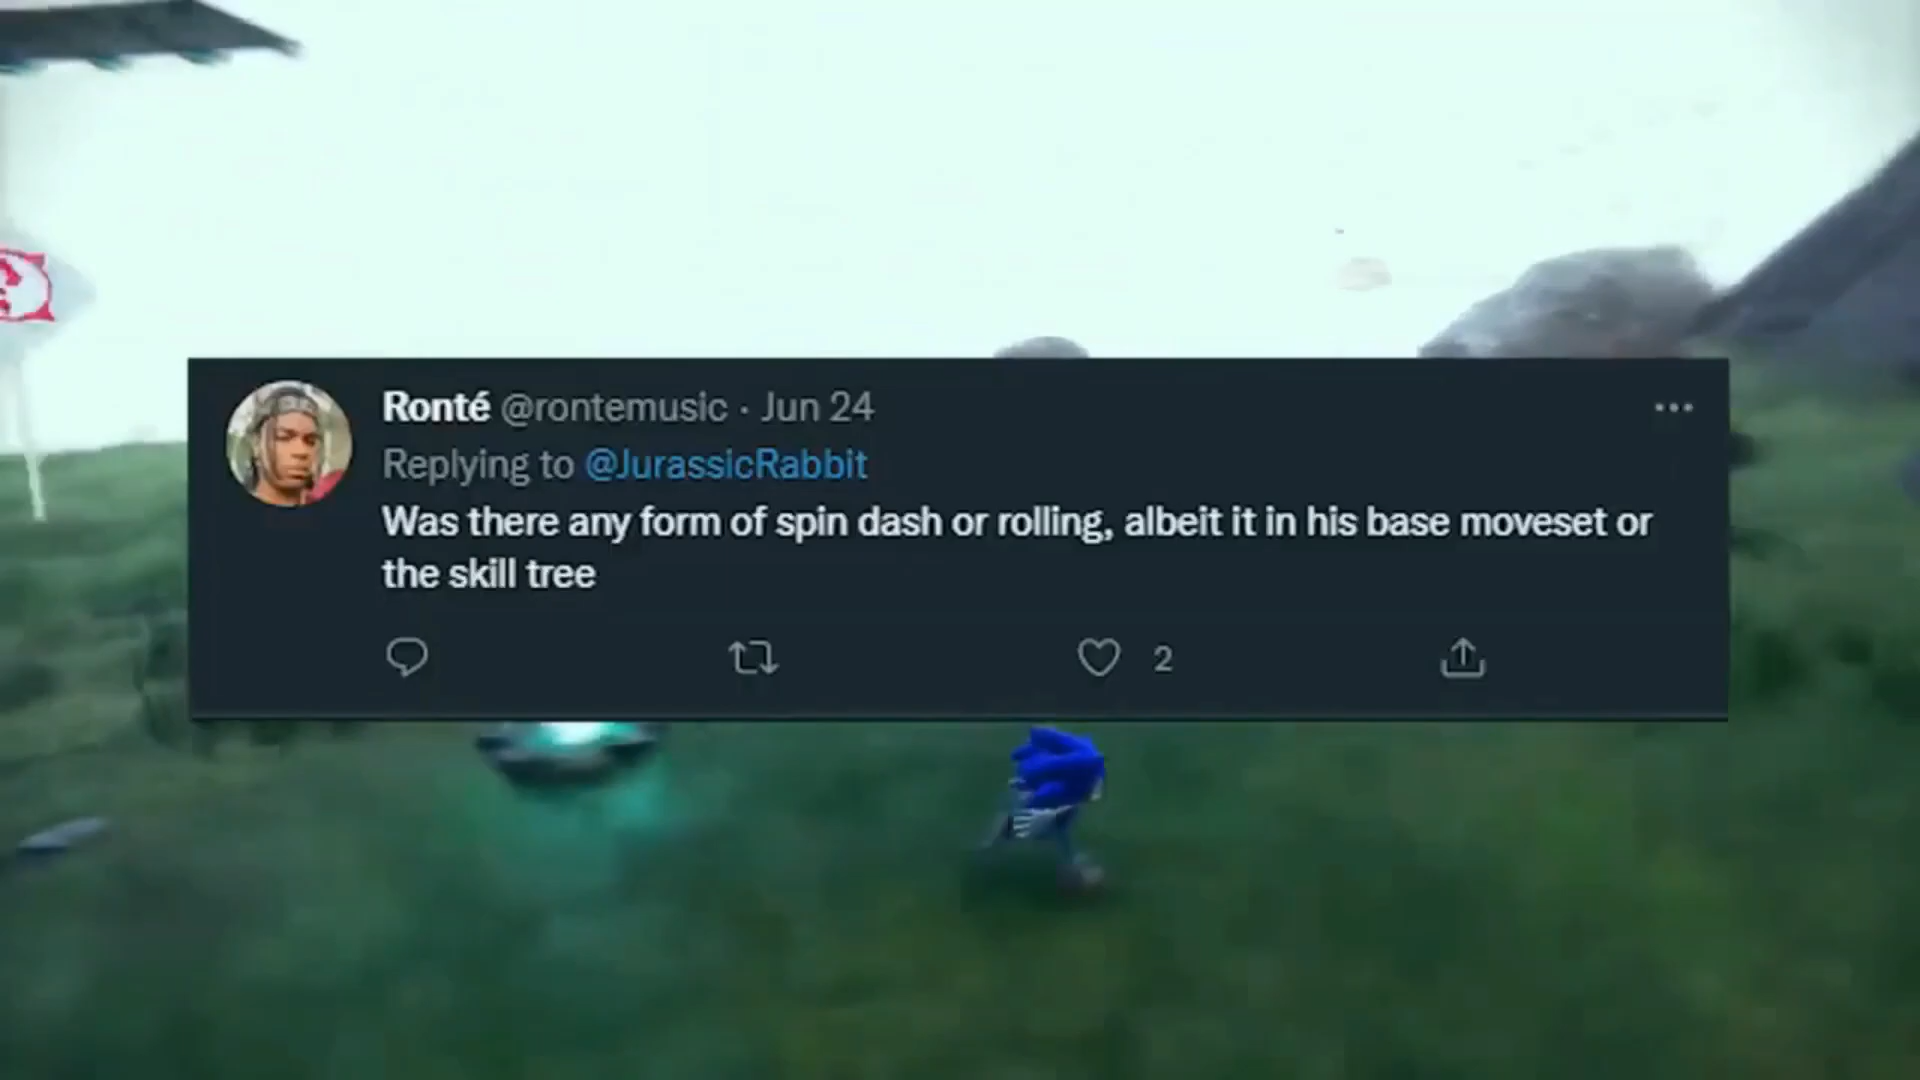 Ronté @rontemusic · Jun 24
Replying to @JurassicRabbit
Was there any form of spin dash or rolling, albeit it in his base moveset or
the skill tree
2